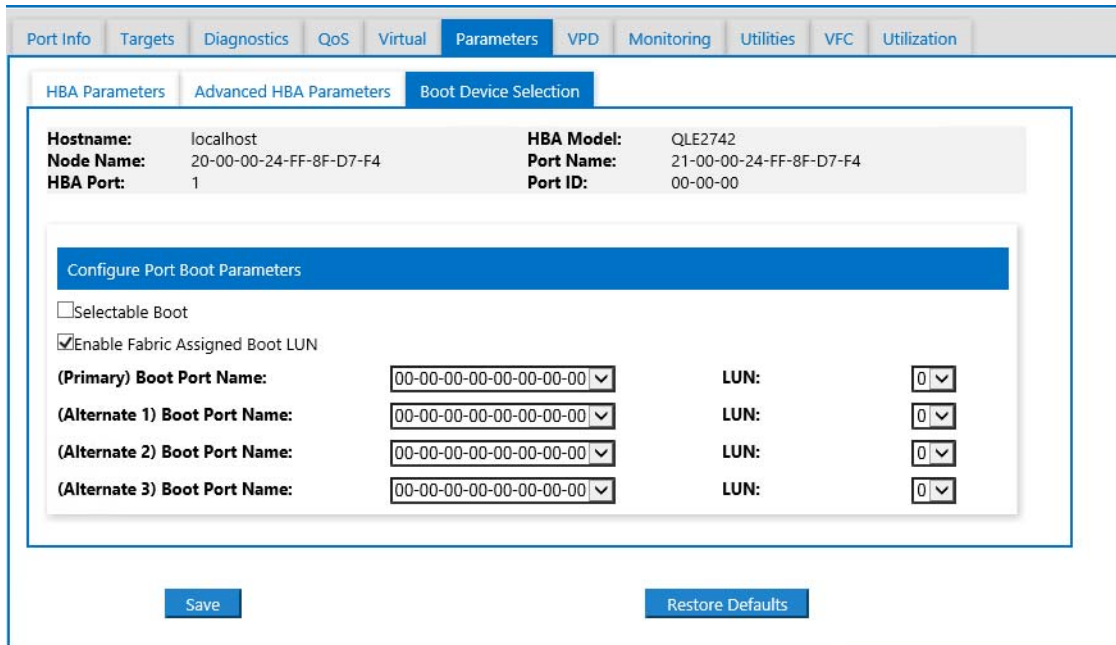 Port Info Targets Diagnostics QoS Virtual Parameters VPD Monitoring Utilities VFC Utilization
HBA Parameters Advanced HBA Parameters Boot Device Selection
Hostname: localhost HBA Model: QLE2742
Node Name: 20-00-00-24-FF-8F-D7-F4 Port Name: 21-00-00-24-FF-8F-D7-F4
HBA Port: 1 Port ID: 00-00-00
Configure Port Boot Parameters
Selectable Boot
Enable Fabric Assigned Boot LUN
(Primary) Boot Port Name: 00-00-00-00-00-00-00-00 LUN: 0
(Alternate 1) Boot Port Name: 00-00-00-00-00-00-00-00 LUN: 0
(Alternate 2) Boot Port Name: 00-00-00-00-00-00-00-00 LUN: 0
(Alternate 3) Boot Port Name: 00-00-00-00-00-00-00-00 LUN: 0
Save Restore Defaults